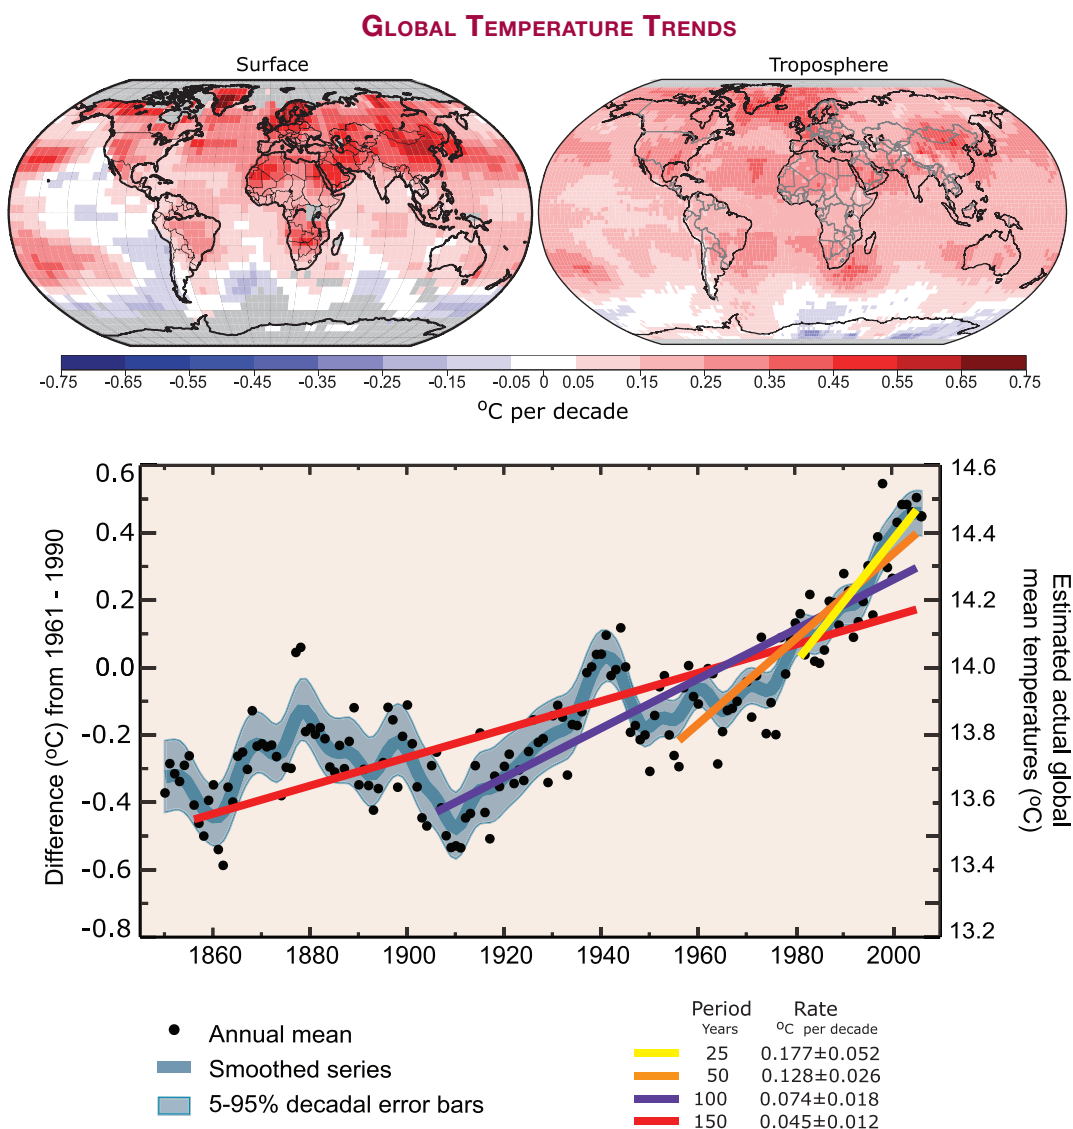 GLOBAL TEMPERATURE TRENDS
Surface
Troposphere
-0.75 -0.65 -0.55 -0.45 -0.35 -0.25 -0.15 -0.05 0 0.05 0.15 0.25 0.35 0.45 0.55 0.65 0.75
ºC per decade
Difference (ºC) from 1961 - 1990
0.6
0.4
0.2
0.0
-0.2
-0.4
-0.6
-0.8
14.6
14.4
14.2
14.0
13.8
13.6
13.4
13.2
Estimated actual global
mean temperatures (ºC)
1860 1880 1900 1920 1940 1960 1980 2000
Annual mean
Smoothed series
5-95% decadal error bars
Period Rate
Years ºC per decade
25 0.177±0.052
50 0.128±0.026
100 0.074±0.018
150 0.045±0.012